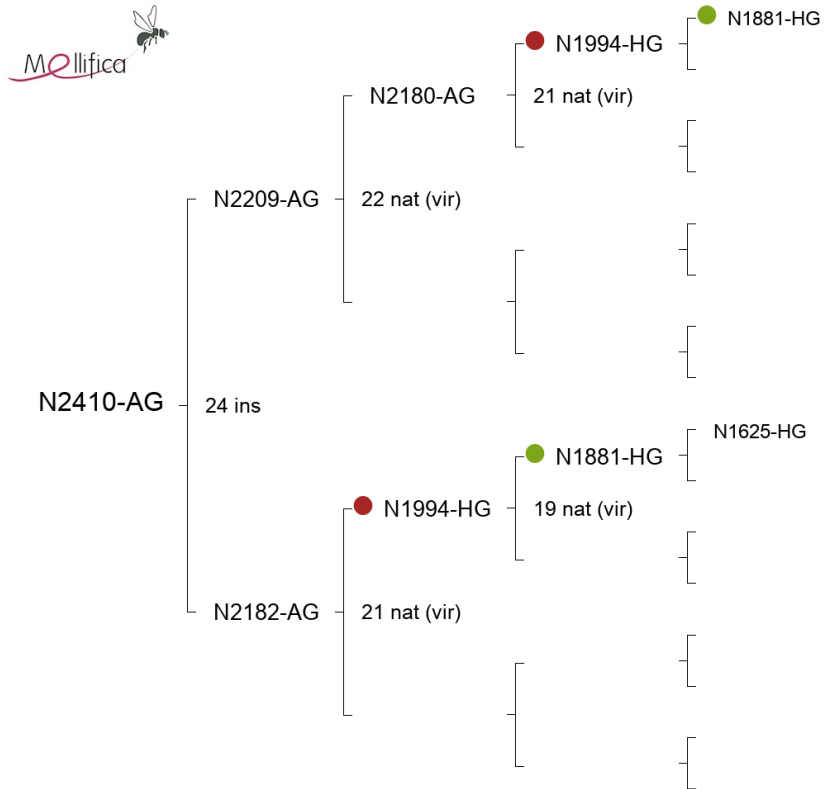 Mellifica
N1881-HG
N1994-HG
N2180-AG
21 nat (vir)
N2209-AG
22 nat (vir)
N2410-AG
24 ins
N1625-HG
N1881-HG
N1994-HG
19 nat (vir)
N2182-AG
21 nat (vir)